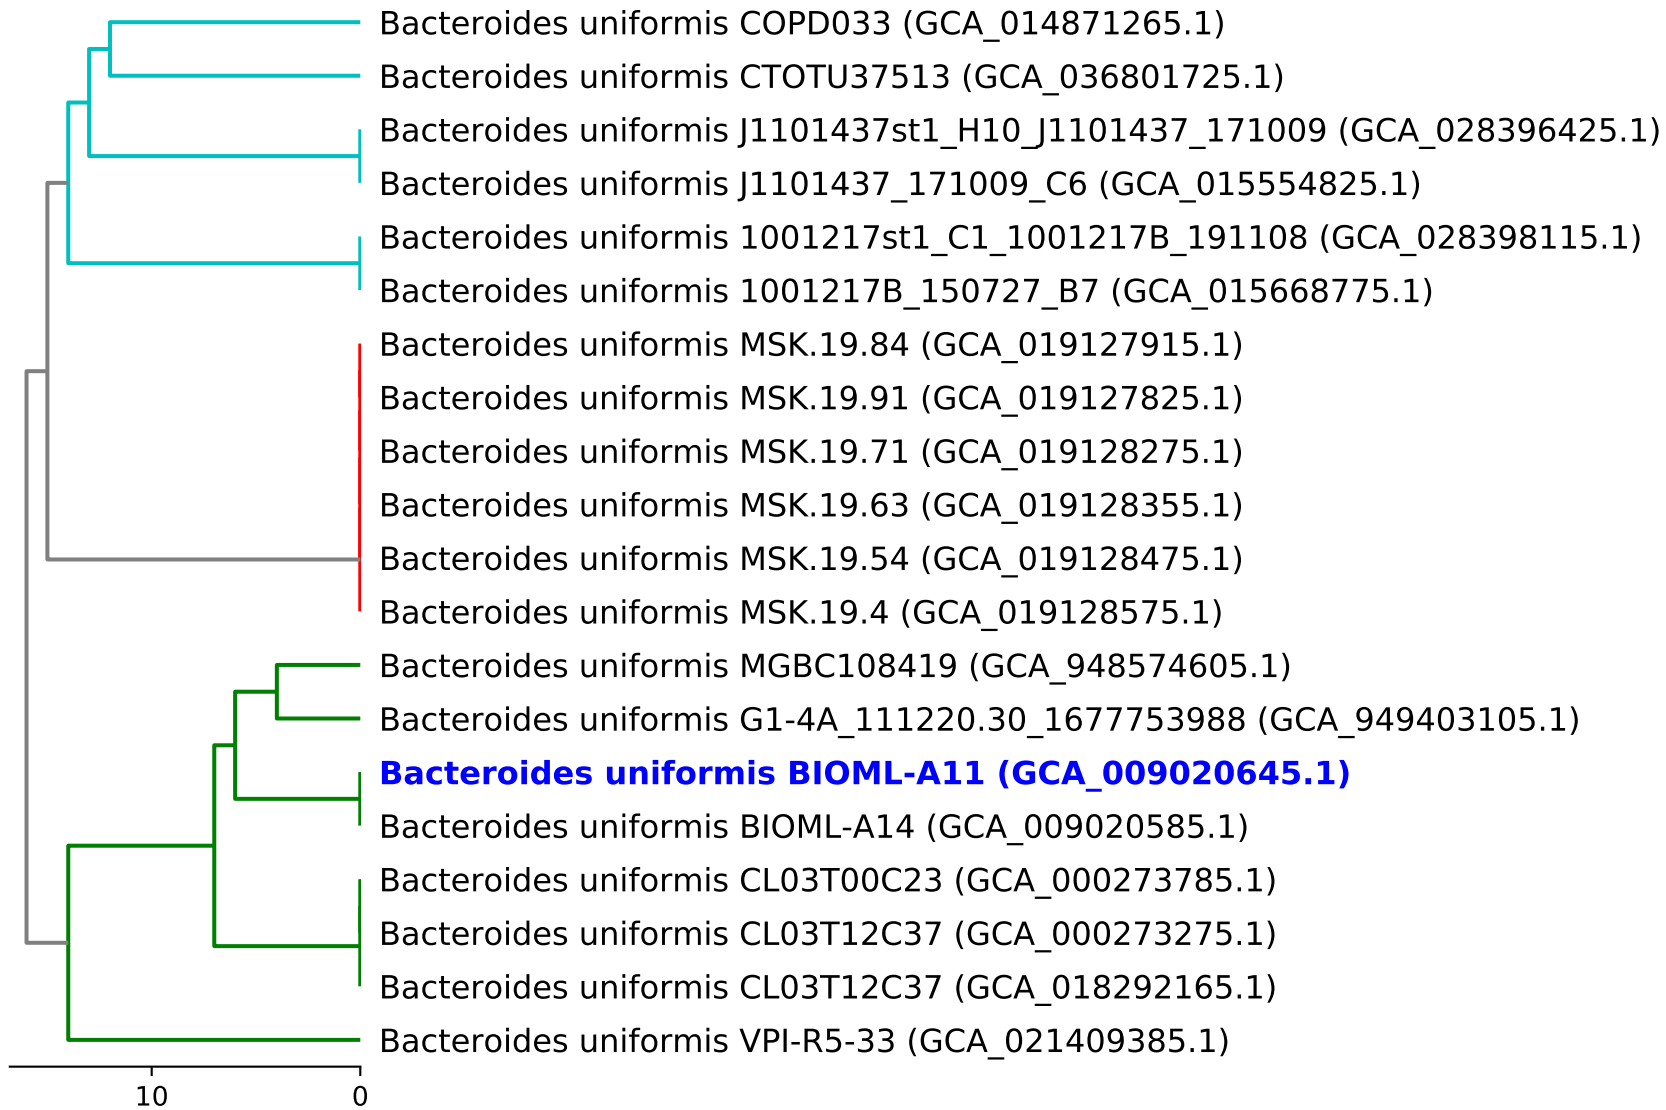 Bacteroides uniformis COPD033 (GCA_014871265.1)
Bacteroides uniformis CTOTU37513 (GCA_036801725.1)
Bacteroides uniformis J1101437st1_H10_J1101437_171009 (GCA_028396425.1)
Bacteroides uniformis J1101437_171009_C6 (GCA_015554825.1)
Bacteroides uniformis 1001217st1_C1_1001217B_191108 (GCA_028398115.1)
Bacteroides uniformis 1001217B_150727_B7 (GCA_015668775.1)
Bacteroides uniformis MSK.19.84 (GCA_019127915.1)
Bacteroides uniformis MSK.19.91 (GCA_019127825.1)
Bacteroides uniformis MSK.19.71 (GCA_019128275.1)
Bacteroides uniformis MSK.19.63 (GCA_019128355.1)
Bacteroides uniformis MSK.19.54 (GCA_019128475.1)
Bacteroides uniformis MSK.19.4 (GCA_019128575.1)
Bacteroides uniformis MGBC108419 (GCA_948574605.1)
Bacteroides uniformis G1-4A_111220.30_1677753988 (GCA_949403105.1)
Bacteroides uniformis BIOML-A11 (GCA_009020645.1)
Bacteroides uniformis BIOML-A14 (GCA_009020585.1)
Bacteroides uniformis CL03T00C23 (GCA_000273785.1)
Bacteroides uniformis CL03T12C37 (GCA_000273275.1)
Bacteroides uniformis CL03T12C37 (GCA_018292165.1)
Bacteroides uniformis VPI-R5-33 (GCA_021409385.1)
10 0